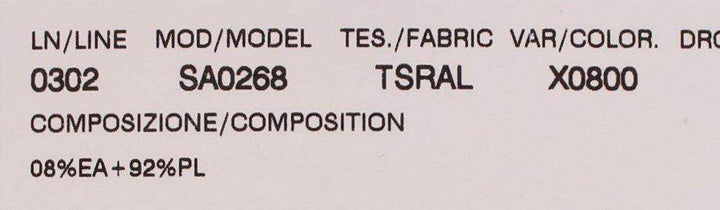 LN/LINE MOD/MODEL TES./FABRIC VAR/COLOR.
0302 SA0268 TSRAL X0800
COMPOSIZIONE/COMPOSITION
08%EA+92%PL